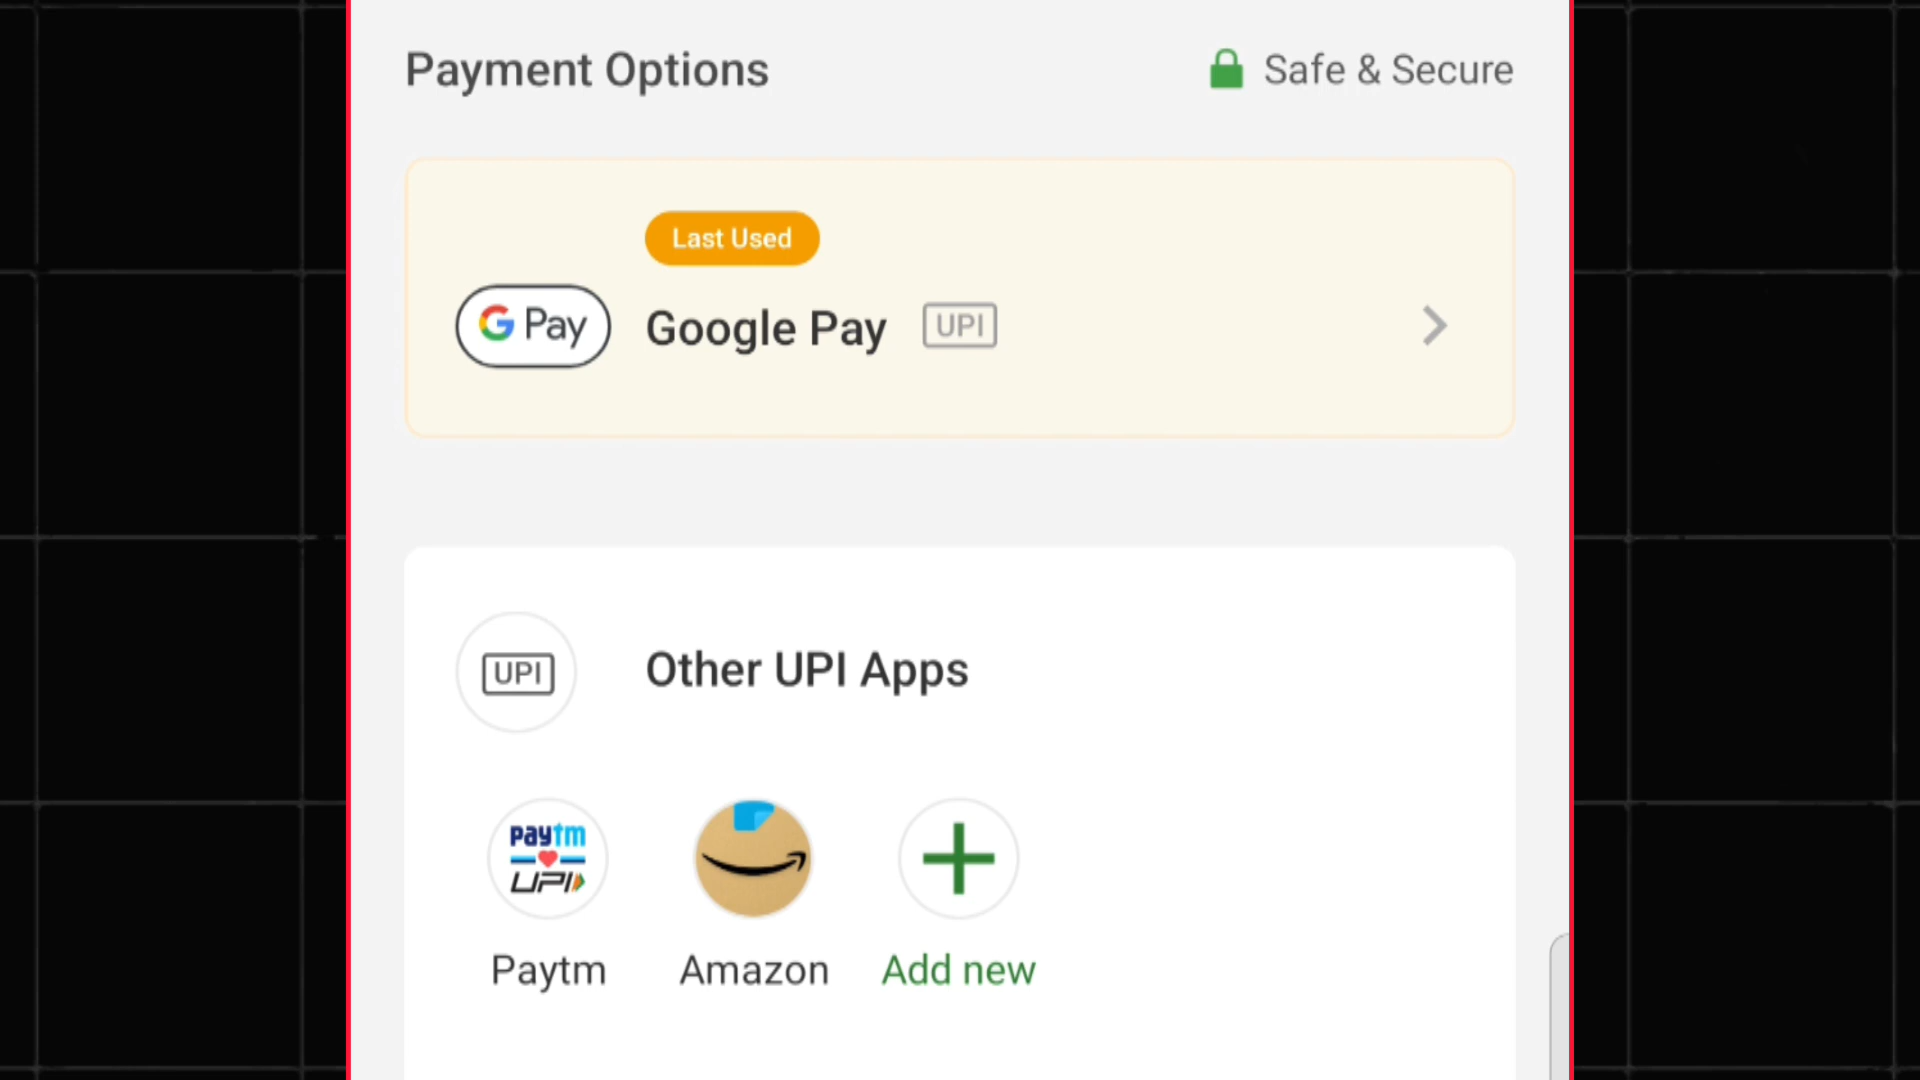 Payment Options
Safe & Secure
Last Used
G Pay
Google Pay
UPI
UPI
Other UPI Apps
paytm
UPI
Paytm
Amazon
Add new